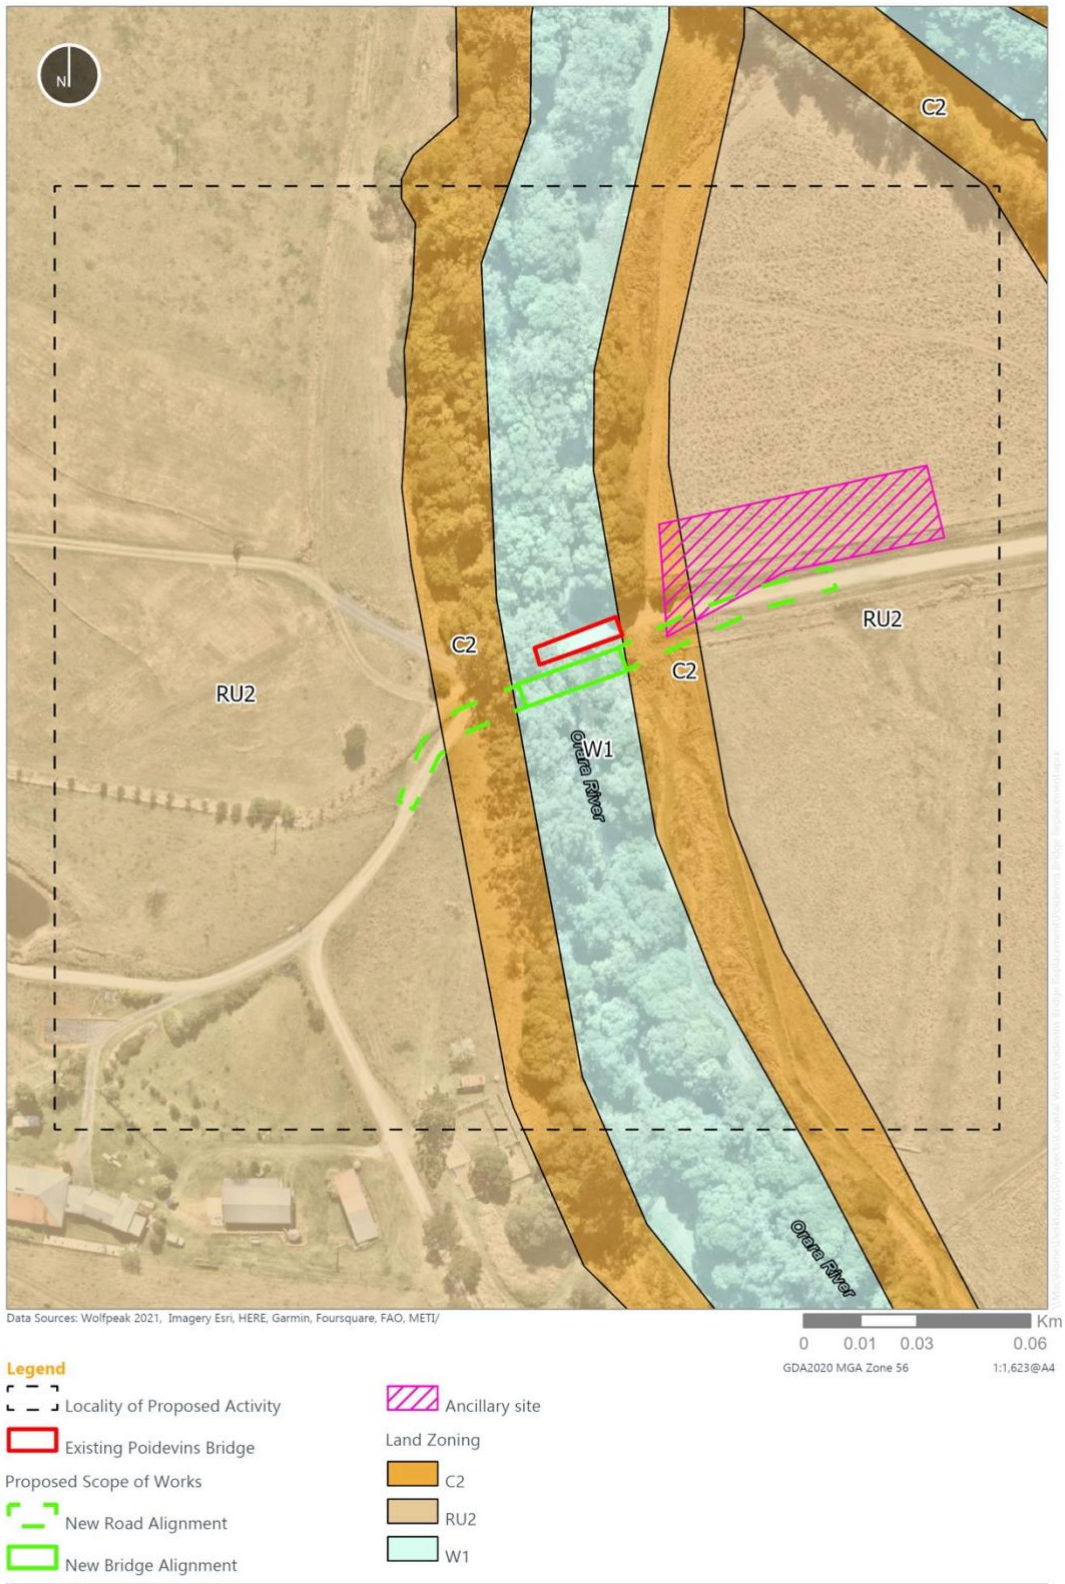 N
C2
C2
RU2
C2
RU2
W1
Orara River
Orara River
Data Sources: Wolfpeak 2021, Imagery Esri, HERE, Garmin, Foursquare, FAO, METI/
Km
0 0.01 0.03 0.06
GDA2020 MGA Zone 56 1:1,623@A4
Legend
Locality of Proposed Activity
Existing Poidevins Bridge
Proposed Scope of Works
New Road Alignment
New Bridge Alignment
Ancillary site
Land Zoning
C2
RU2
W1